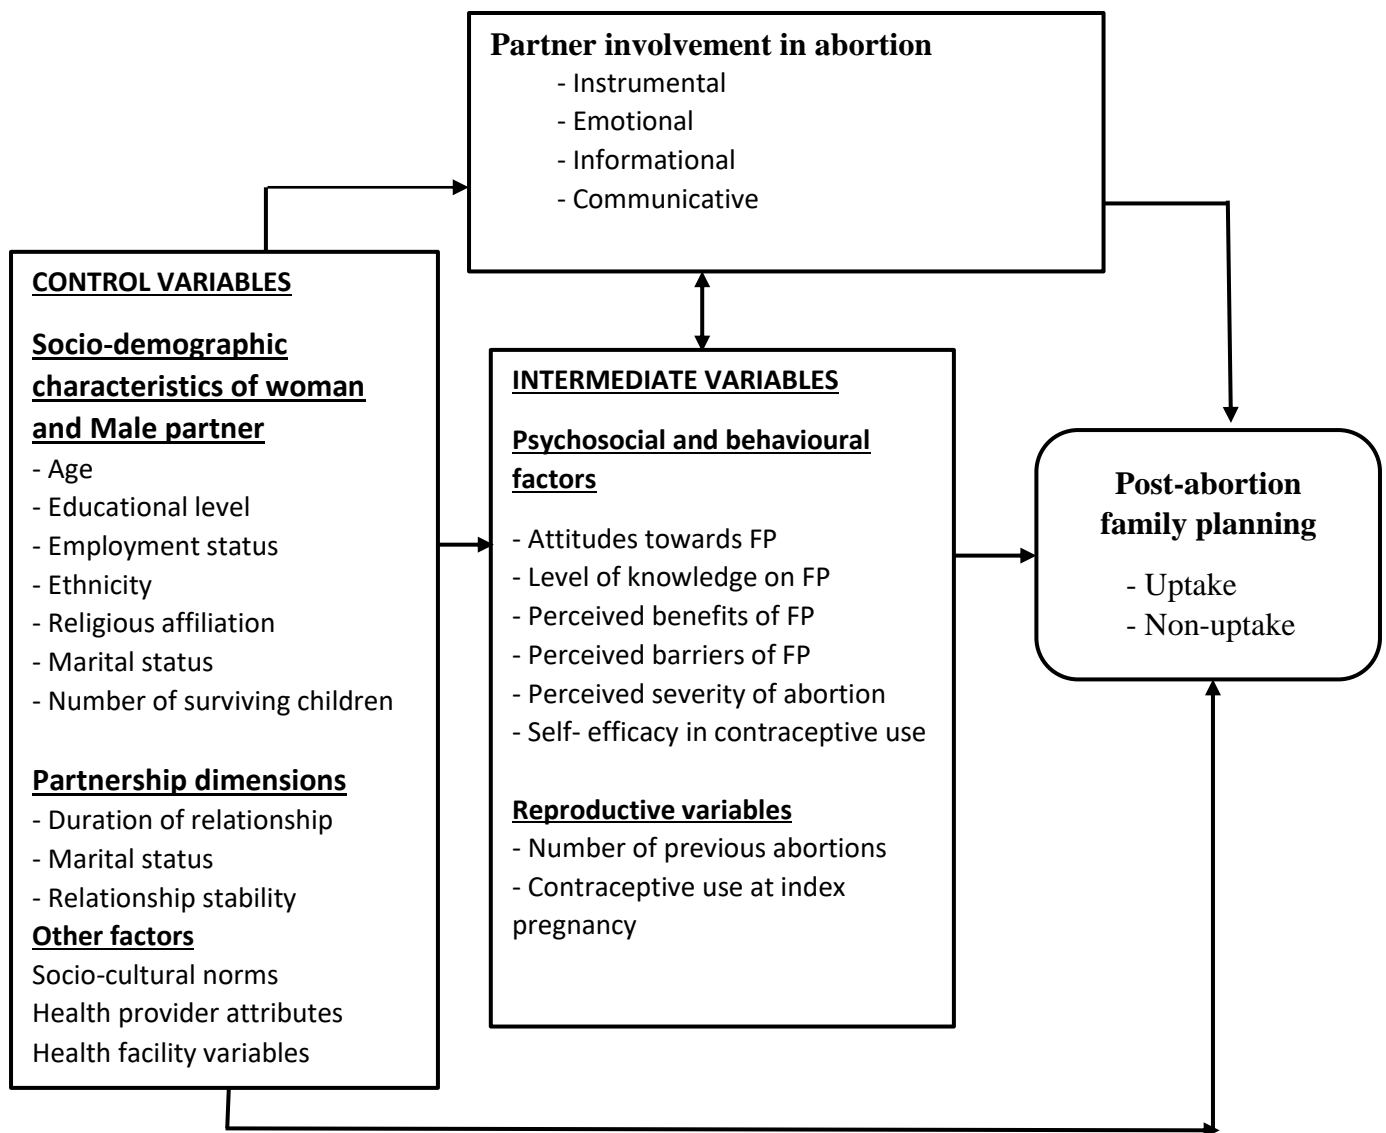 Partner involvement in abortion
- Instrumental
- Emotional
- Informational
- Communicative
CONTROL VARIABLES
Socio-demographic
characteristics of woman
and Male partner
- Age
- Educational level
- Employment status
- Ethnicity
- Religious affiliation
- Marital status
- Number of surviving children
Partnership dimensions
- Duration of relationship
- Marital status
- Relationship stability
Other factors
Socio-cultural norms
Health provider attributes
Health facility variables
INTERMEDIATE VARIABLES
Psychosocial and behavioural
factors
- Attitudes towards FP
- Level of knowledge on FP
- Perceived benefits of FP
- Perceived barriers of FP
- Perceived severity of abortion
- Self- efficacy in contraceptive use
Reproductive variables
- Number of previous abortions
- Contraceptive use at index
pregnancy
Post-abortion
family planning
- Uptake
- Non-uptake